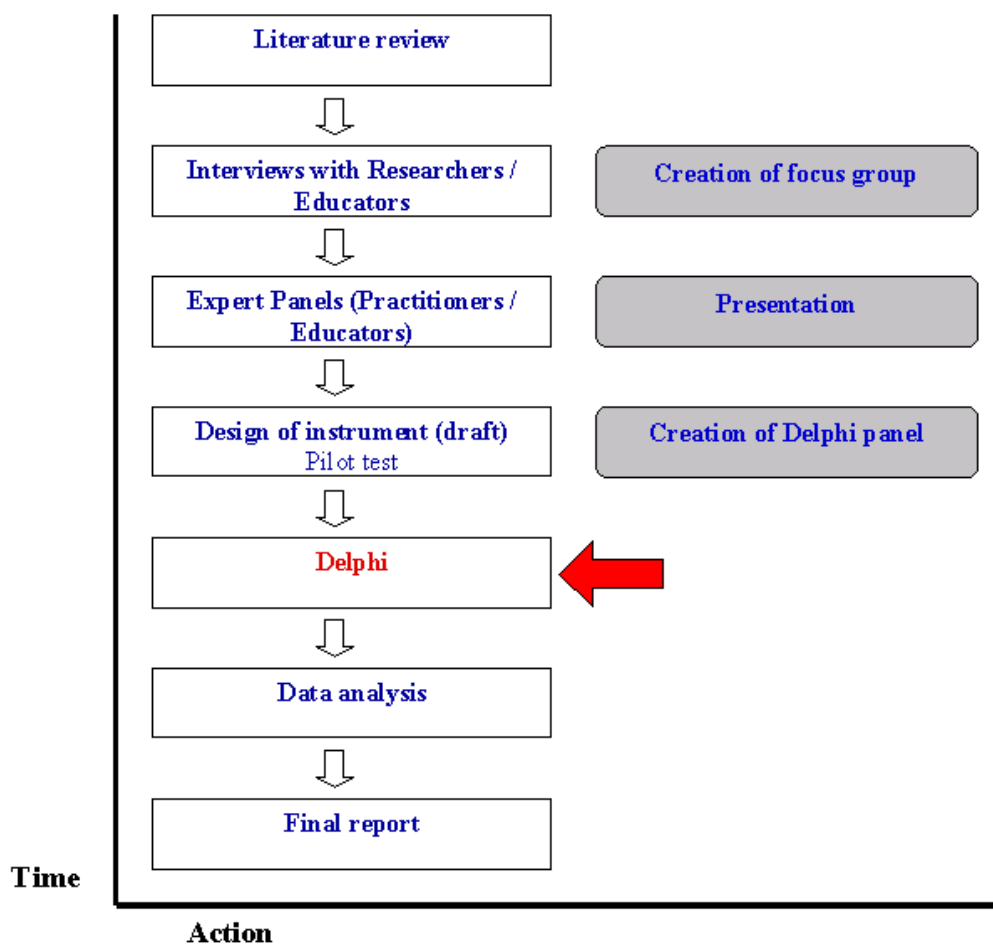 Literature review
Interviews with Researchers /
Educators
Creation of focus group
Expert Panels (Practitioners /
Educators)
Presentation
Design of instrument (draft)
Pilot test
Creation of Delphi panel
Delphi
Data analysis
Final report
Time
Action